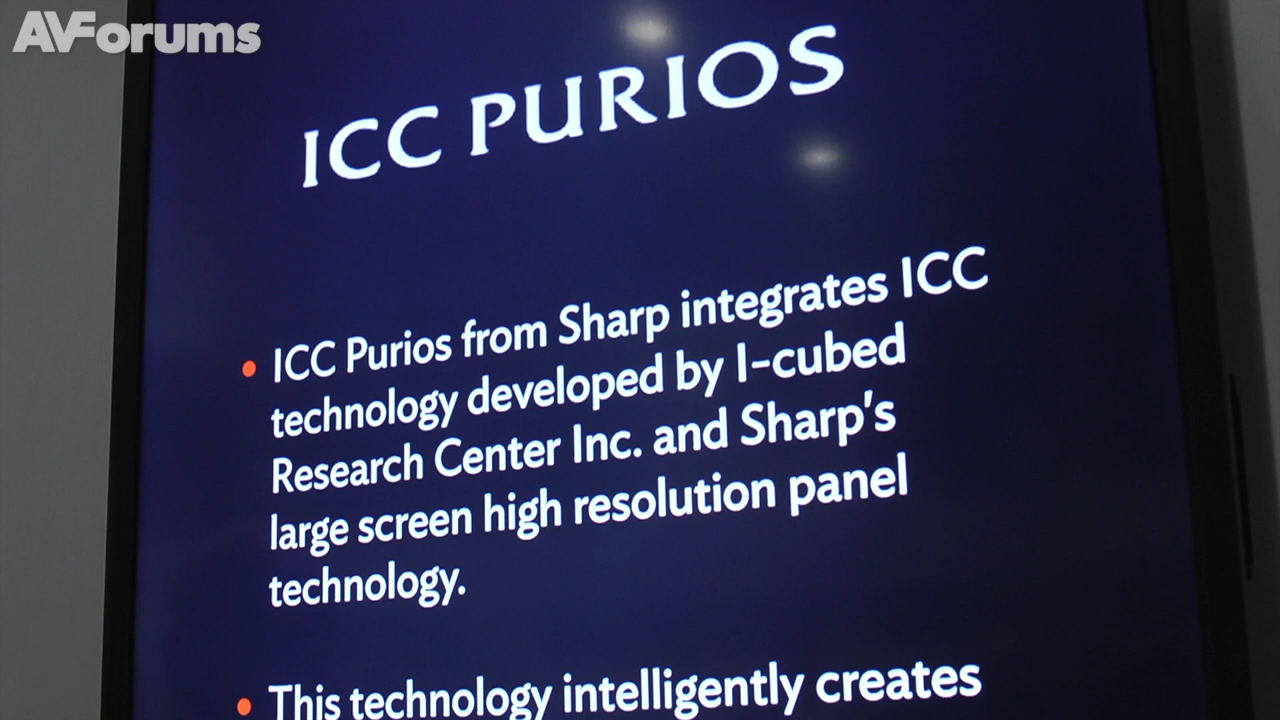 AVForums
ICC PURIOS
• ICC Purios from Sharp integrates ICC
technology developed by I-cubed
Research Center Inc. and Sharp's
large screen high resolution panel
technology.
• This technology intelligently creates